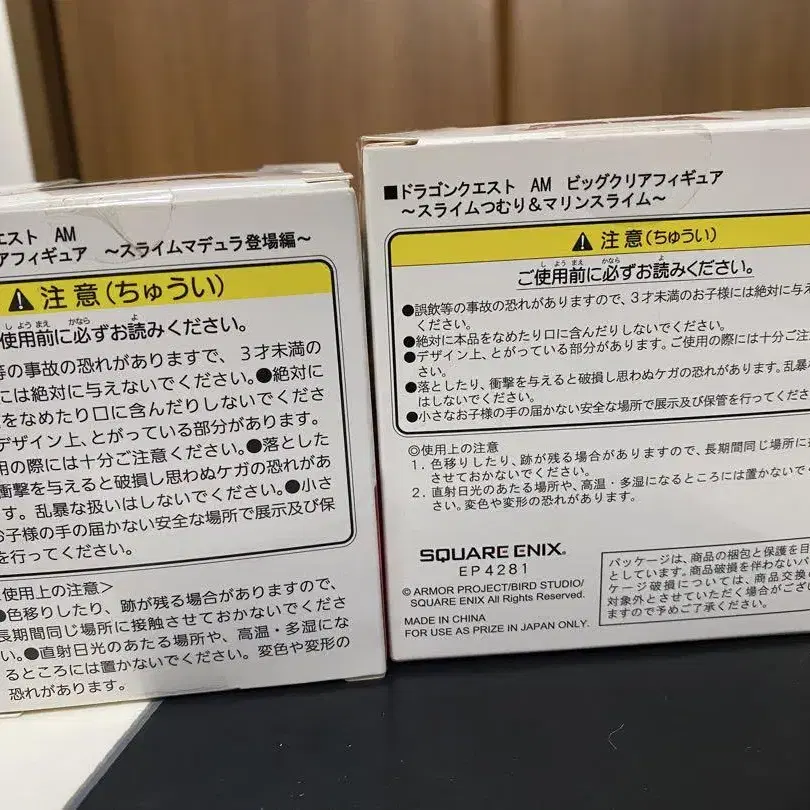 エスト AM
アフィギュア ～スライムマデュラ登場編～
注意(ちゅうい)
しようまえ かなら よ
使用前に必ずお読みください。
等の事故の恐れがありますで、3才未満の
には絶対に与えないでください。●絶対に
をなめたり口に含んだりしないでくださ
デザイン上、とがっている部分があります。
用の際には十分ご注意ください。●落とした
衝撃を与えると破損し思わぬケガの恐れがあ
す。乱暴な扱いはしないでください。●小さ
お子様の手の届かない安全な場所で展示及び保
を行ってください。
使用上の注意＞
●色移りしたり、跡が残る場合がありますので、
長期間同じ場所に接触させておかないでくださ
い。●直射日光のあたる場所や、高温・多湿にな
るところには置かないでください。変色や変形の
恐れがあります。
■ドラゴンクエスト AM ビッグクリアフィギュア
～スライムつむり&マリンスライム～
注意(ちゅうい)
しようまえ かなら よ
ご使用前に必ずお読みください。
●誤飲等の事故の恐れがありますので、3才未満のお子様には絶対に与え
ください。
●絶対に本品をなめたり口に含んだりしないでください。
●デザイン上、とがっている部分があります。ご使用の際には十分ご注
さい。
●落としたり、衝撃を与えると破損し思わぬケガの恐れがあります。乱暴な
はしないでください。
●小さなお子様の手の届かない安全な場所で展示及び保管を行ってくださ
◎使用上の注意
1. 色移りしたり、跡が残る場合がありますので、長期間同じ場所に
させておかないでください。
2. 直射日光のあたる場所や、高温・多湿になるところには置かないでく
さい。変色や変形の恐れがあります。
SQUARE ENIX.
EP4281
© ARMOR PROJECT/BIRD STUDIO/
SQUARE ENIX All Rights Reserved.
MADE IN CHINA
FOR USE AS PRIZE IN JAPAN ONLY.
パッケージは、商品の梱包と保護を目
としています。商品破損を伴わないパ
ケージ破損については、商品交換の
対象外とさせていただく場合がござ
ますので予めご了承ください。